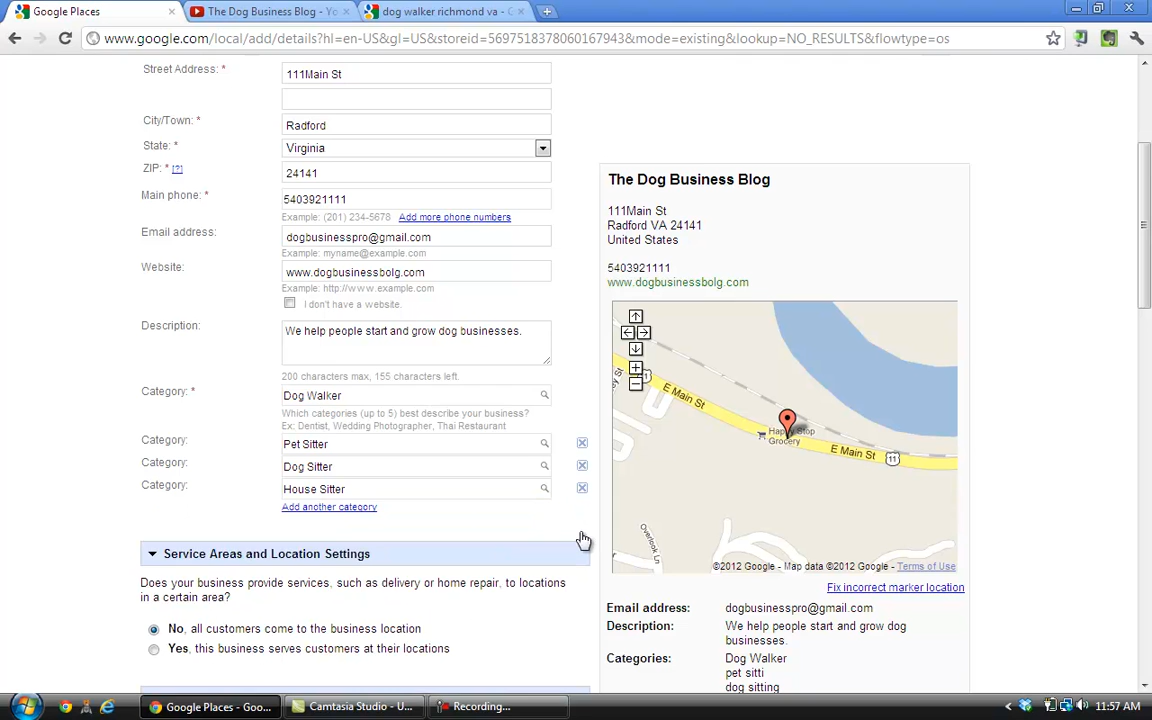 Google Places
The Dog Business Blog - Yo
dog walker richmond va - G
www.google.com/local/add/details?hl=en-US&gl=US&storeid=5697518378060167943&mode=existing&lookup=NO_RESULTS&flowtype=os
Street Address: *
111Main St
City/Town: *
Radford
State: *
Virginia
ZIP: * [?]
24141
Main phone: *
5403921111
Example: (201) 234-5678 Add more phone numbers
Email address:
dogbusinesspro@gmail.com
Example: myname@example.com
Website:
www.dogbusinessbolg.com
Example: http://www.example.com
I don't have a website.
Description:
We help people start and grow dog businesses.
200 characters max, 155 characters left.
Category: *
Dog Walker
Which categories (up to 5) best describe your business?
Ex: Dentist, Wedding Photographer, Thai Restaurant
Category:
Pet Sitter
Category:
Dog Sitter
Category:
House Sitter
Add another category
Service Areas and Location Settings
Does your business provide services, such as delivery or home repair, to locations
in a certain area?
No, all customers come to the business location
Yes, this business serves customers at their locations
The Dog Business Blog
111Main St
Radford VA 24141
United States
5403921111
www.dogbusinessbolg.com
E Main St
Happy Stop
Grocery
E Main St
11
Overlook Ln
©2012 Google - Map data ©2012 Google - Terms of Use
Fix incorrect marker location
Email address: dogbusinesspro@gmail.com
Description: We help people start and grow dog
businesses.
Categories: Dog Walker
pet sitti
dog sitting
Google Places - Goo...
Camtasia Studio - U...
Recording...
11:57 AM